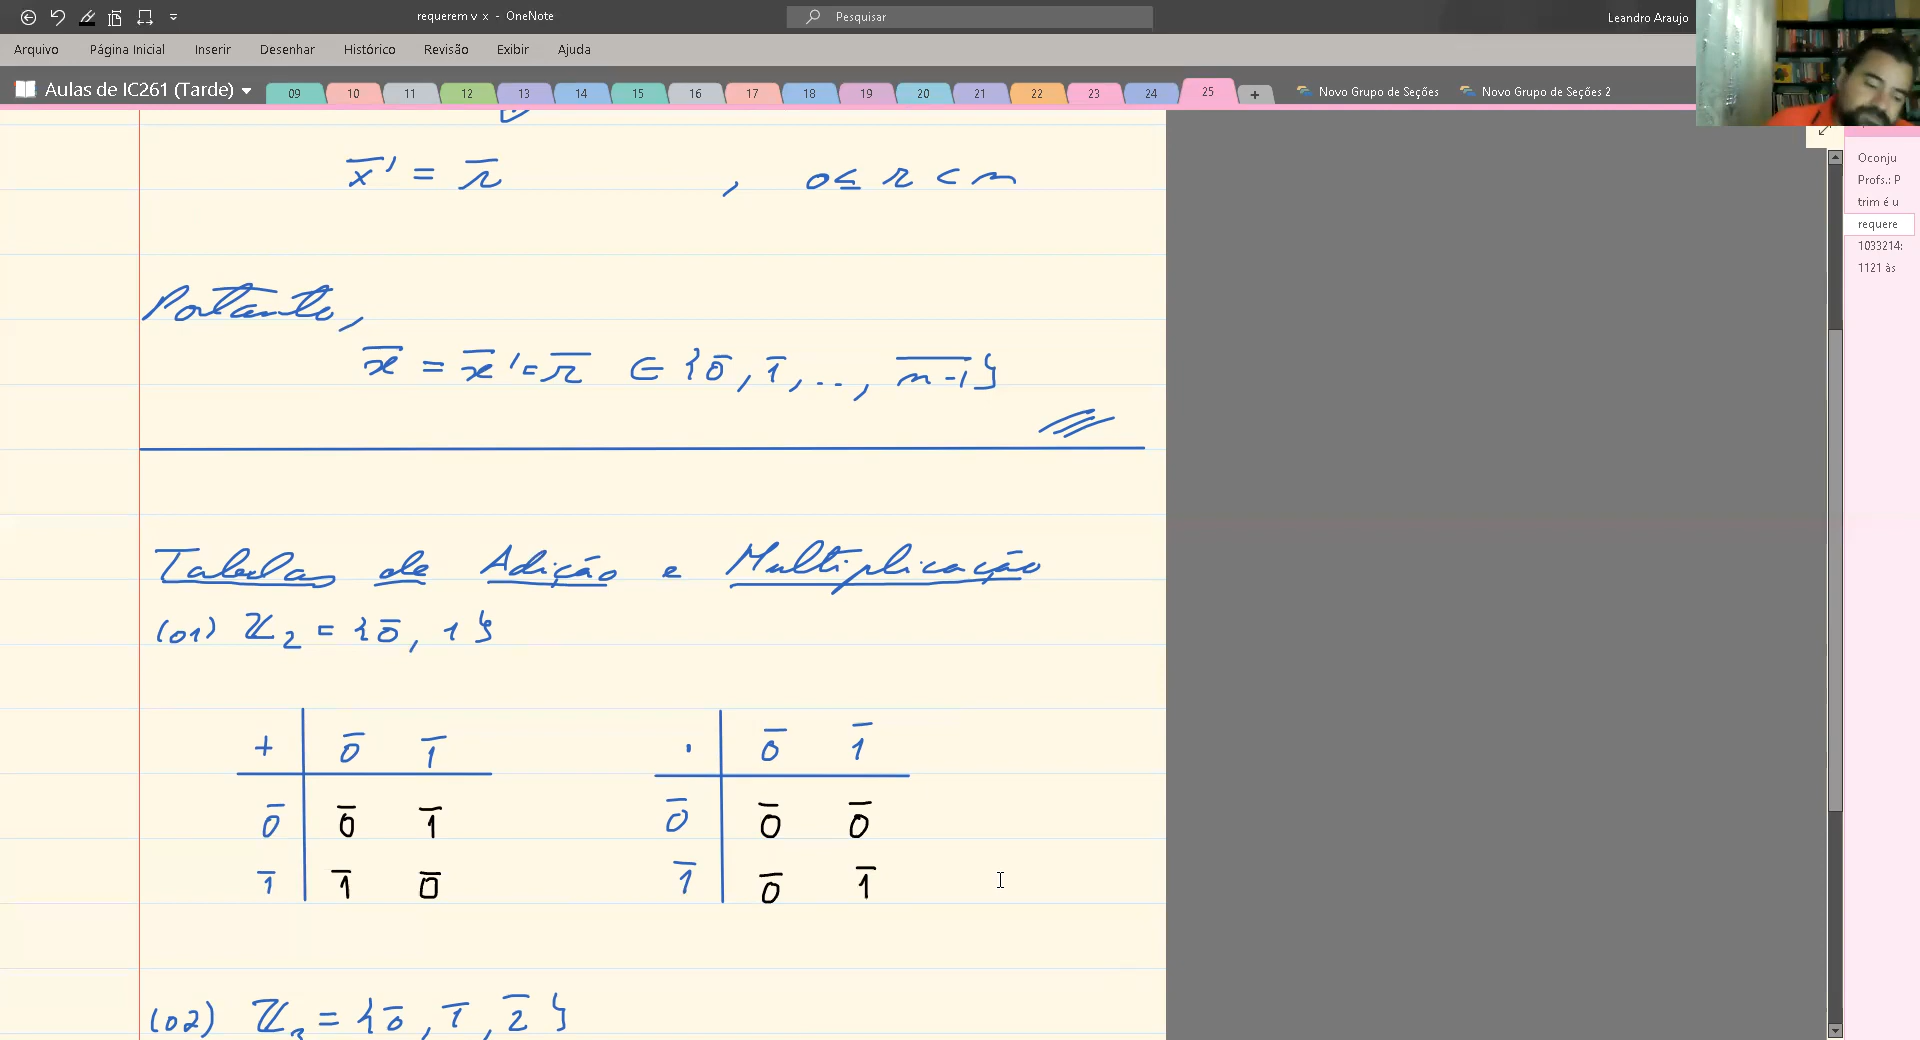 requerem v x - OneNote
Pesquisar
Leandro Araujo
Arquivo Página Inicial Inserir Desenhar Histórico Revisão Exibir Ajuda
Aulas de IC261 (Tarde) 09 10 11 12 13 14 15 16 17 18 19 20 21 22 23 24 25 + Novo Grupo de Seções Novo Grupo de Seções 2
Oconju
Profs.: P
trim é u
requere
1033214:
1121 às
x̅' = r̅ , 0 ≤ r < m
Portanto,
x̅ = x̅' = r̅ ∈ {0̅, 1̅, ..., m̅-̅1̅}
Tabelas de Adição e Multiplicação
(01) ℤ₂ = {0̅, 1}
+ 0̅ 1̅ · 0̅ 1̅
0̅ 0̅ 1̅ 0̅ 0̅ 0̅
1̅ 1̅ 0̅ 1̅ 0̅ 1̅
(02) ℤ₃ = {0̅, 1̅, 2̅}